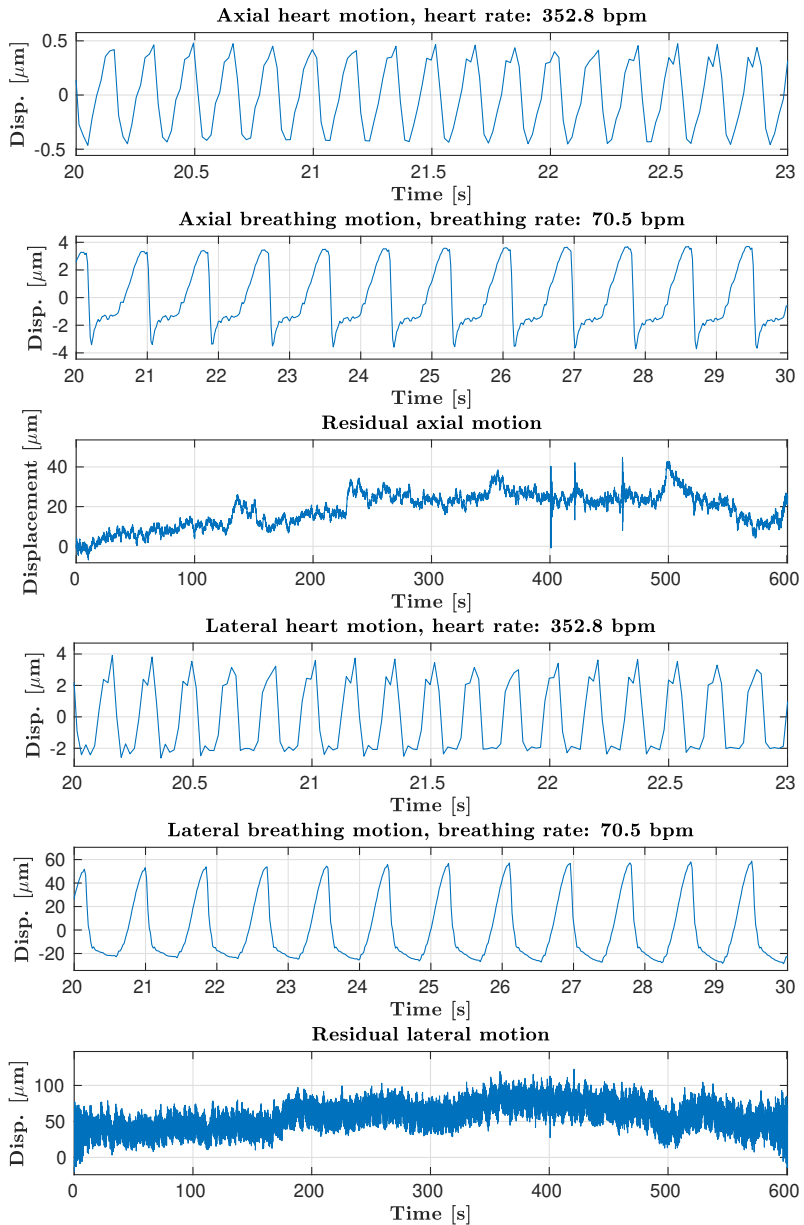 Axial heart motion, heart rate: 352.8 bpm
Disp. [μm]
0.5
0
-0.5
20 20.5 21 21.5 22 22.5 23
Time [s]
Axial breathing motion, breathing rate: 70.5 bpm
Disp. [μm]
4
2
0
-2
-4
20 21 22 23 24 25 26 27 28 29 30
Time [s]
Residual axial motion
Displacement [μm]
40
20
0
0 100 200 300 400 500 600
Time [s]
Lateral heart motion, heart rate: 352.8 bpm
Disp. [μm]
4
2
0
-2
20 20.5 21 21.5 22 22.5 23
Time [s]
Lateral breathing motion, breathing rate: 70.5 bpm
Disp. [μm]
60
40
20
0
-20
20 21 22 23 24 25 26 27 28 29 30
Time [s]
Residual lateral motion
Disp. [μm]
100
50
0
0 100 200 300 400 500 600
Time [s]